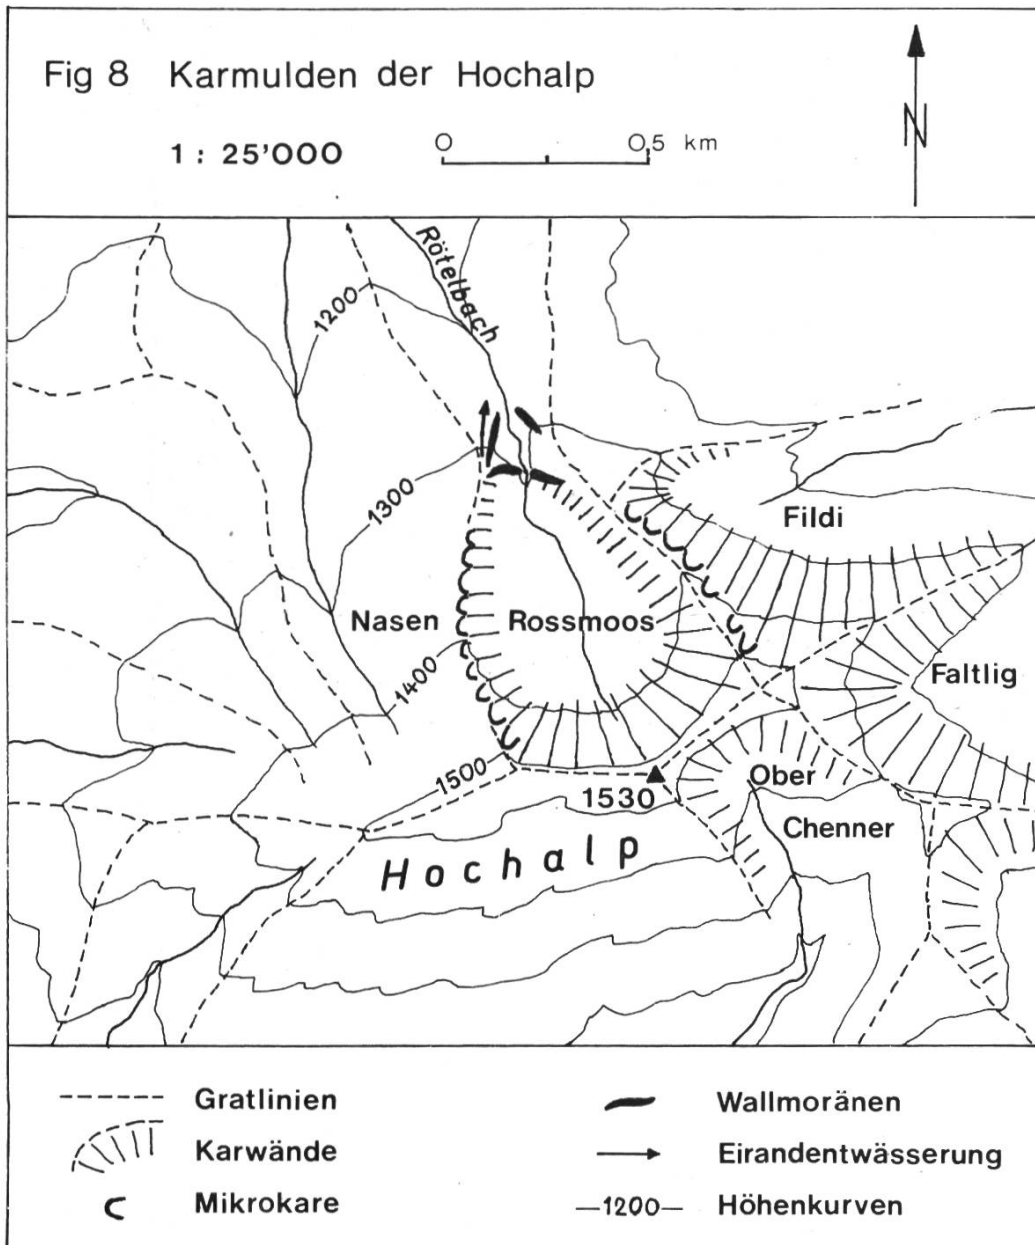 Fig 8 Karmulden der Hochalp
1 : 25'000
0 0,5 km
N
Rötelbach
1200
1300
Fildi
Nasen
Rossmoos
1400
Faltlig
1500
Ober
1530
Chenner
Hochalp
Gratlinien
Wallmoränen
Karwände
Eirandentwässerung
Mikrokare
—1200— Höhenkurven